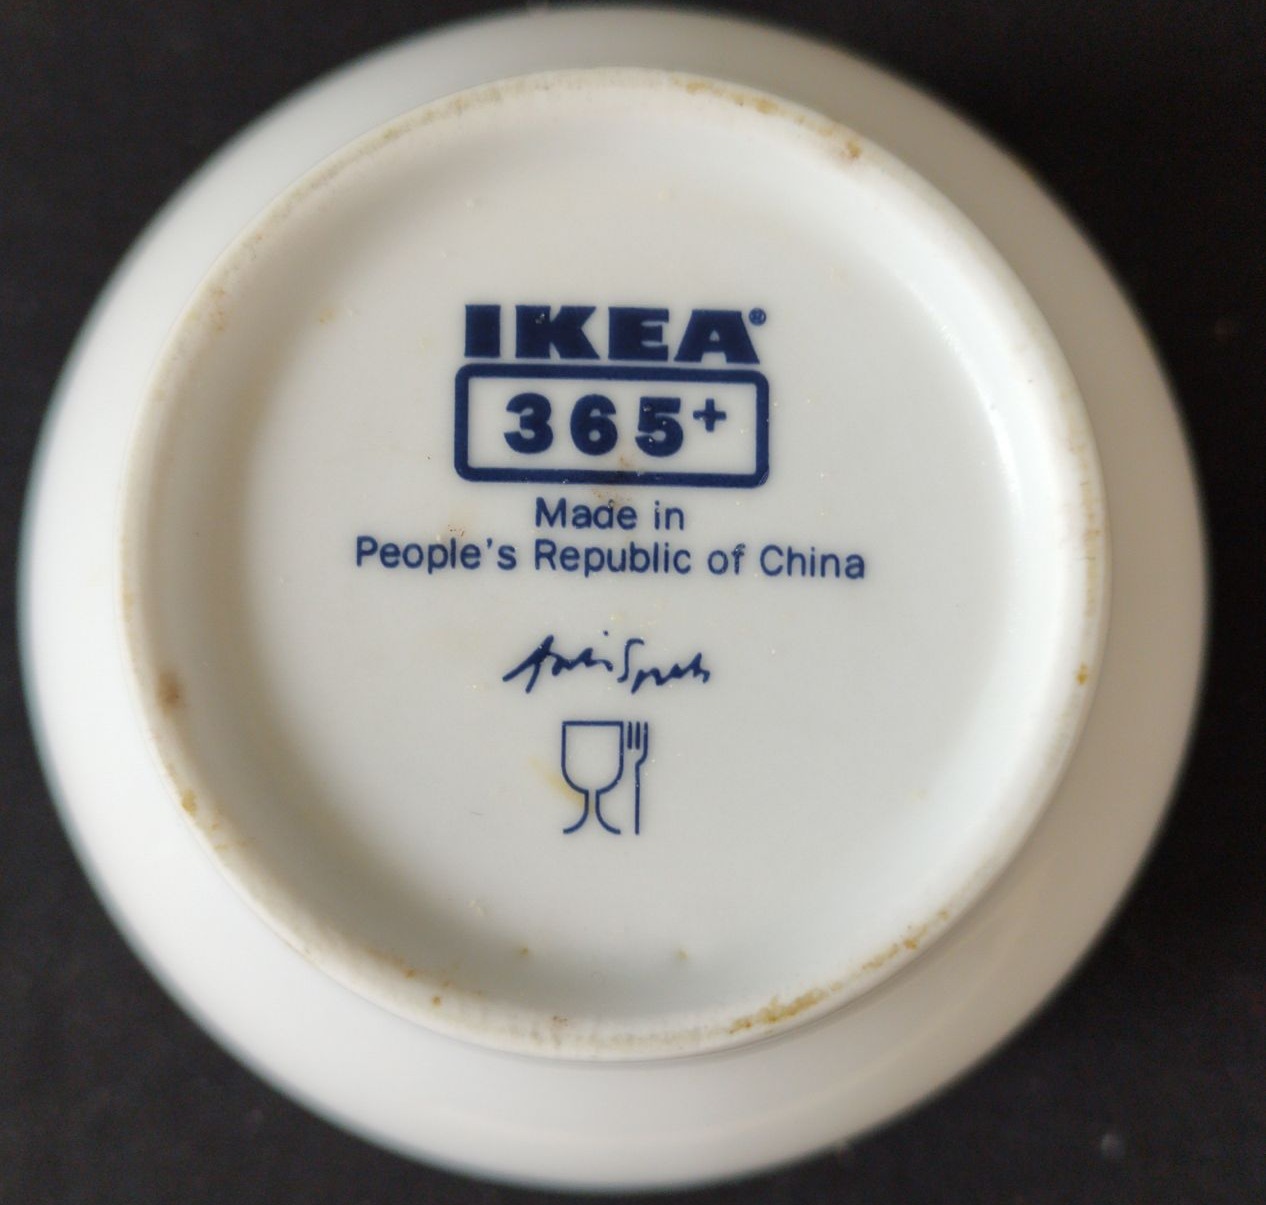 IKEA®
365+
Made in
People's Republic of China